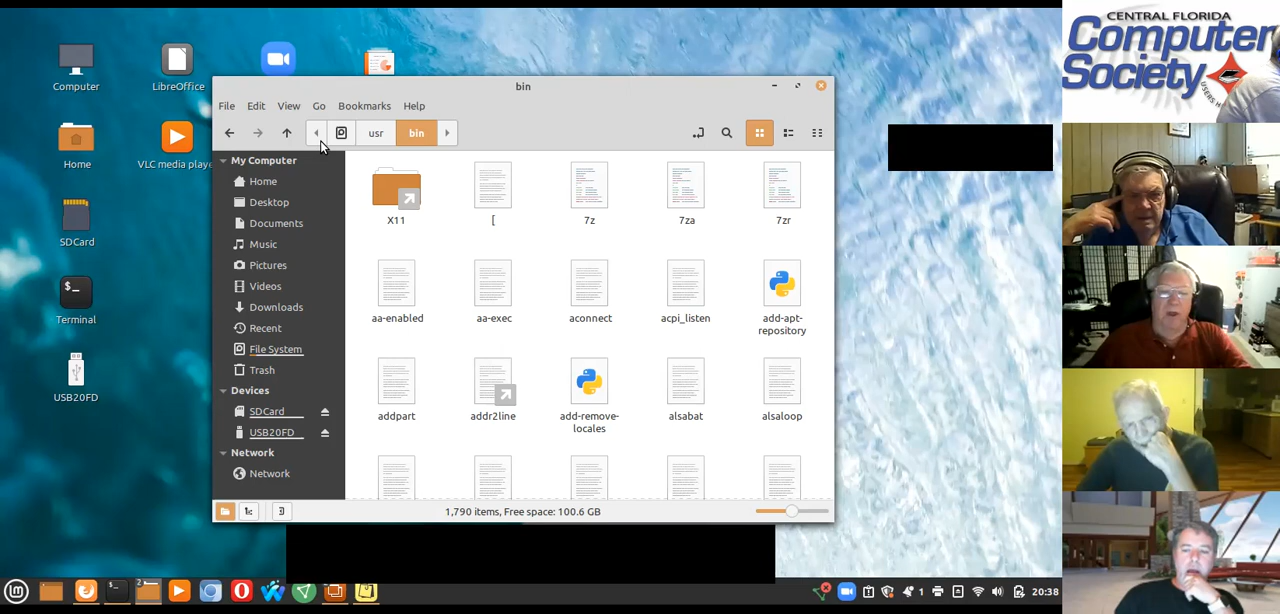 Computer
LibreOffice
Home
VLC media playe
SDCard
Terminal
USB20FD
bin
File Edit View Go Bookmarks Help
usr bin
My Computer
Home
Desktop
Documents
Music
Pictures
Videos
Downloads
Recent
File System
Trash
Devices
SDCard
USB20FD
Network
Network
X11 [ 7z 7za 7zr
aa-enabled aa-exec aconnect acpi_listen add-apt-
repository
addpart addr2line add-remove- alsabat alsaloop
locales
1,790 items, Free space: 100.6 GB
1 20:38
CENTRAL FLORIDA
Computer
Society